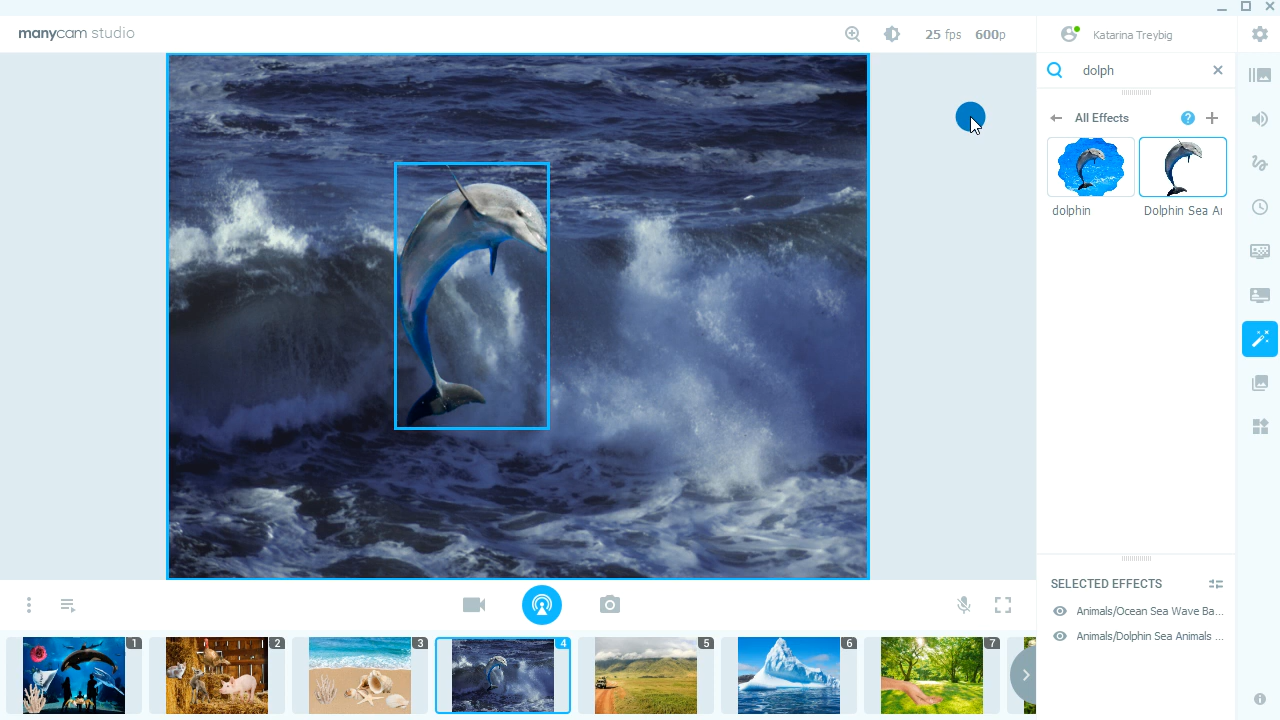 manycam studio
25 fps
600p
Katarina Treybig
dolph
All Effects
?
dolphin
Dolphin Sea Ar
SELECTED EFFECTS
Animals/Ocean Sea Wave Ba...
Animals/Dolphin Sea Animals ...
1
2
3
4
5
6
7